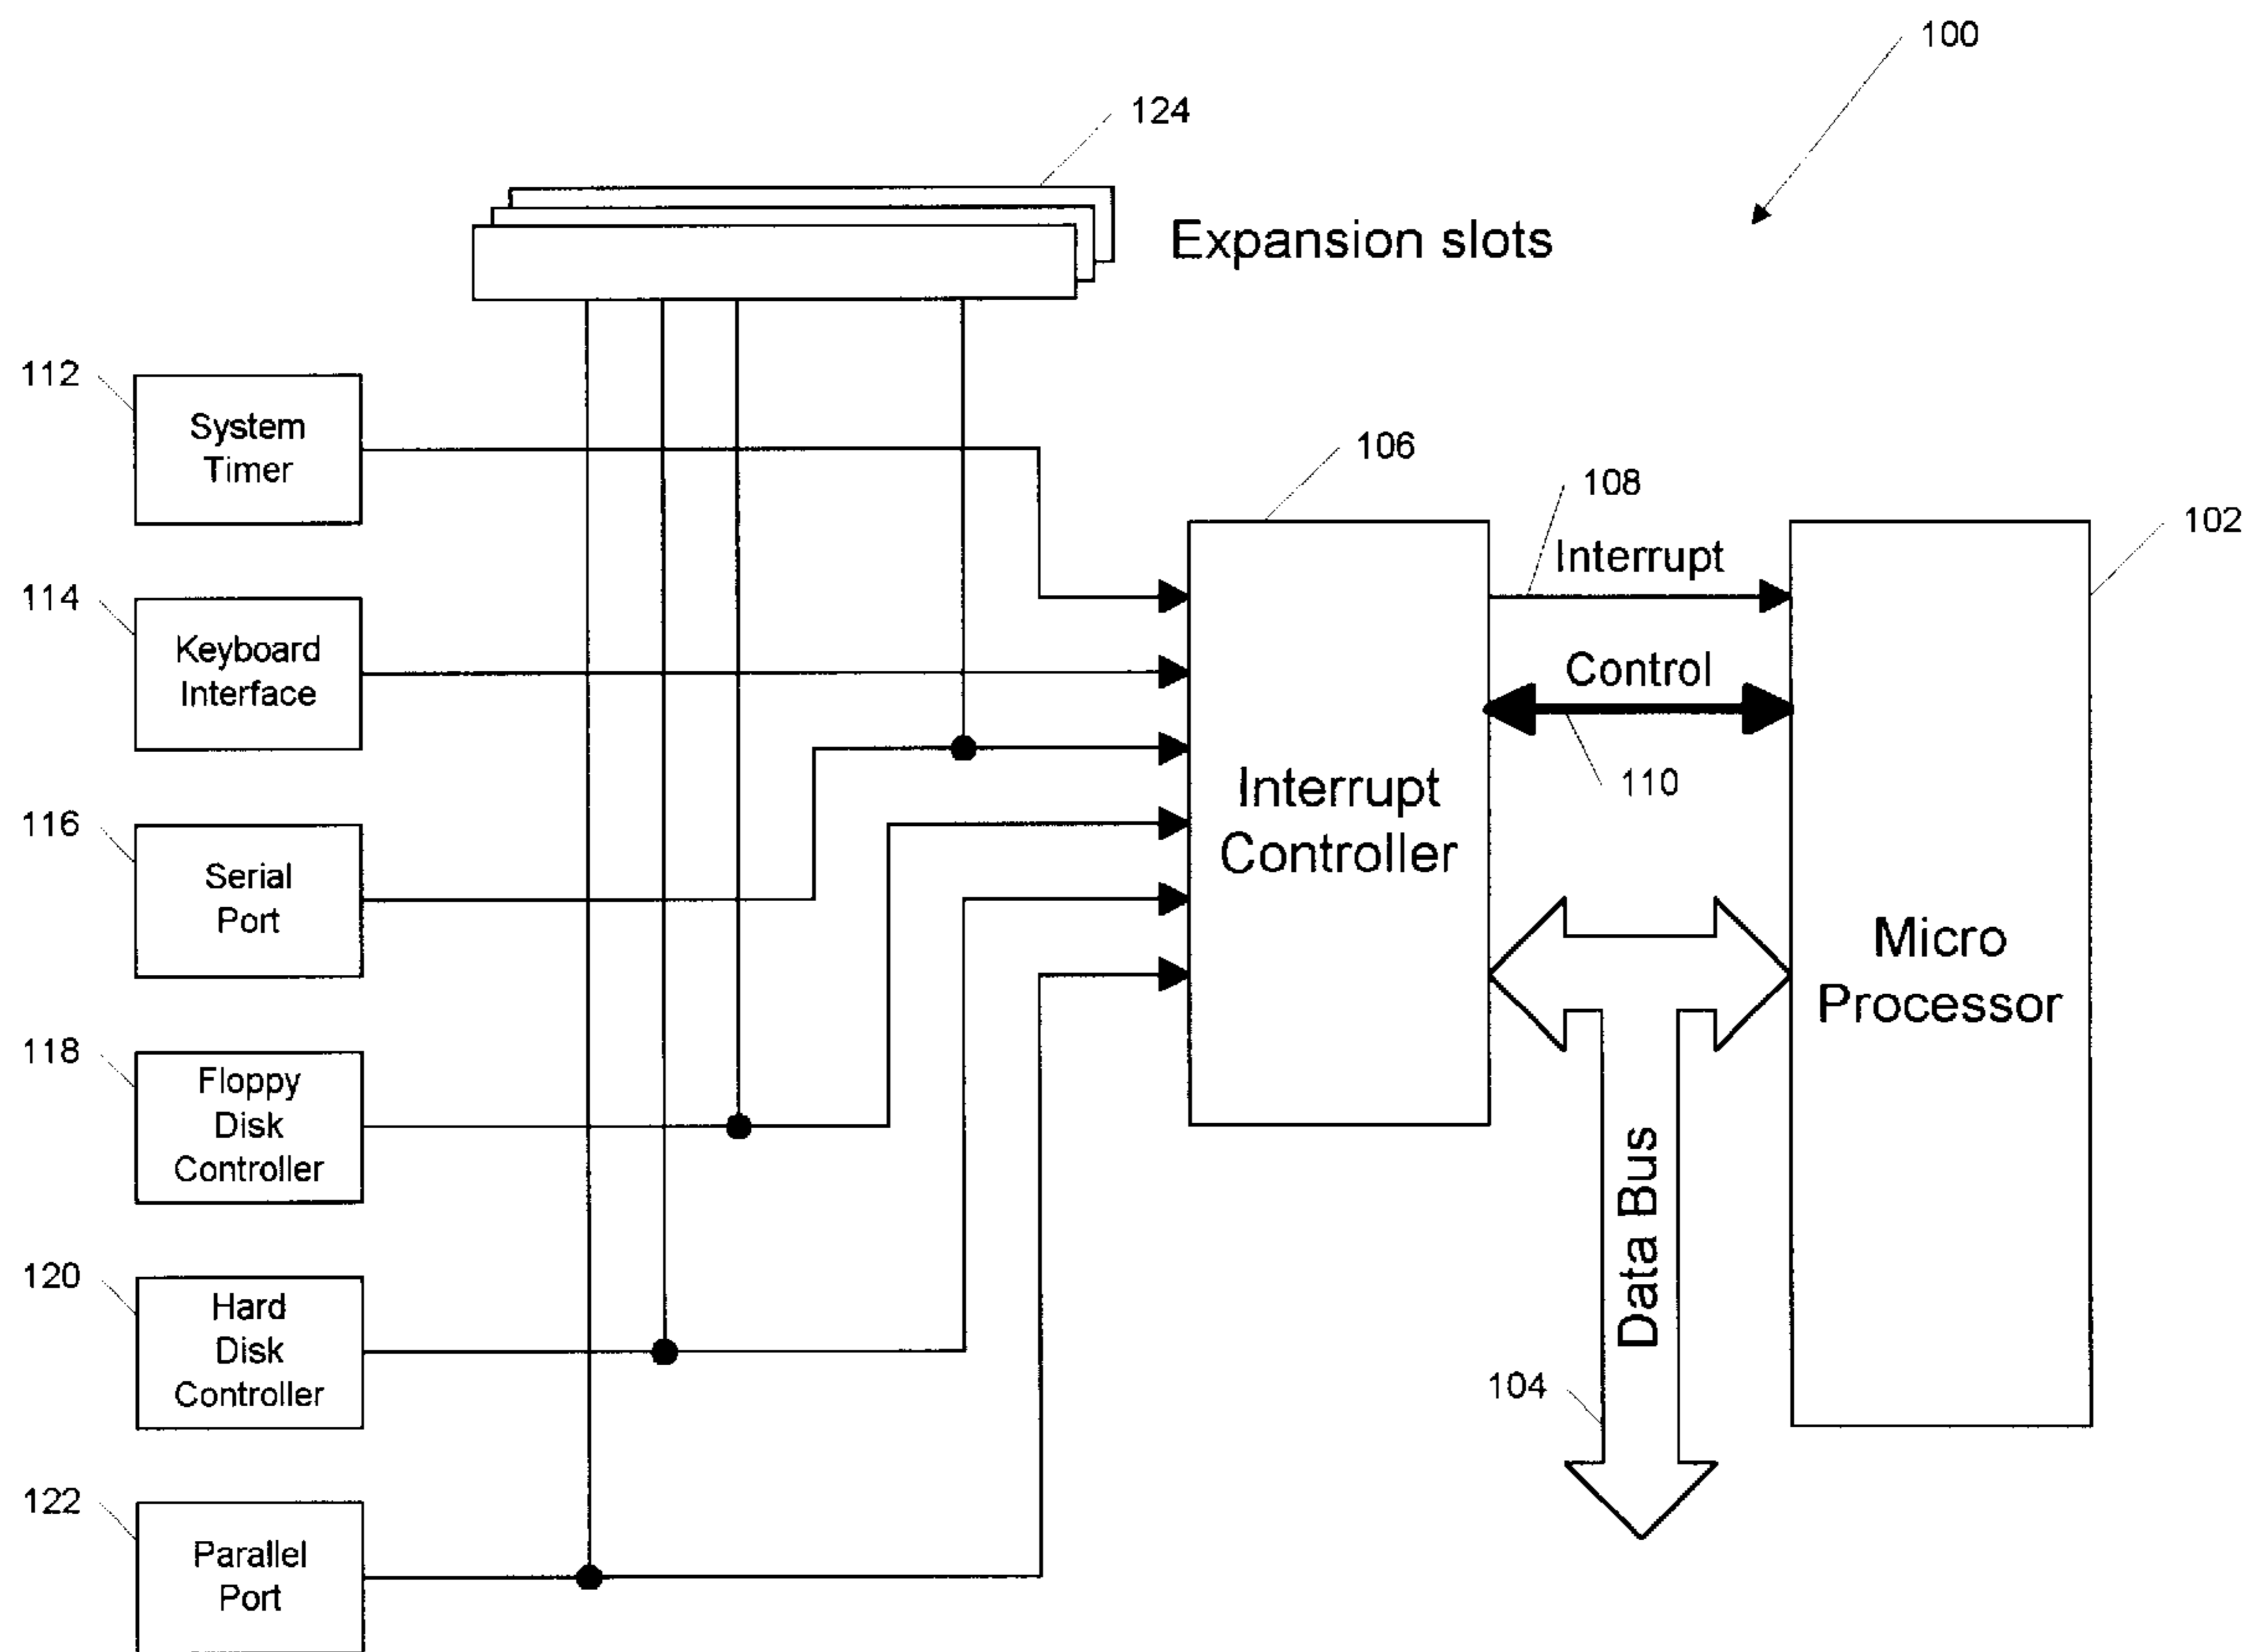 100
124
Expansion slots
112
System
Timer
106
108
Interrupt
102
114
Keyboard
Interface
Control
110
Interrupt
Controller
116
Serial
Port
Micro
Processor
118
Floppy
Disk
Controller
Data Bus
120
Hard
Disk
Controller
104
122
Parallel
Port